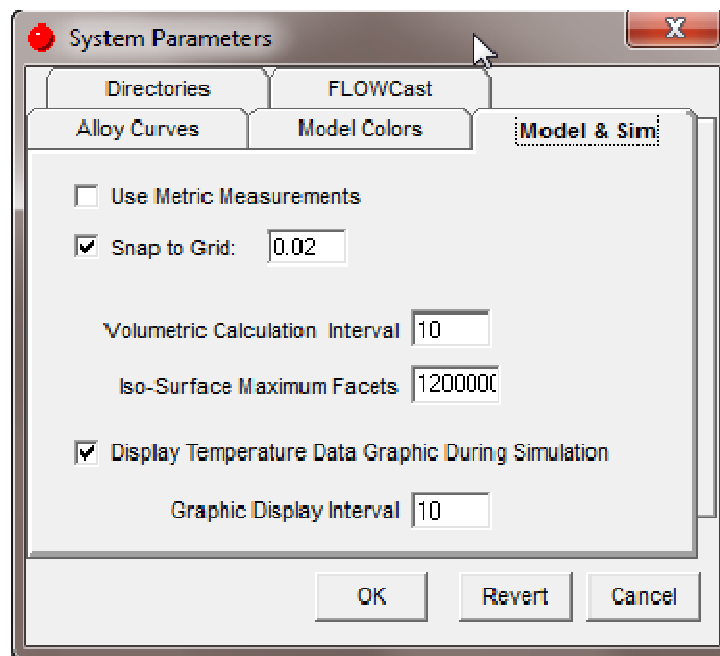 System Parameters
X
Directories FLOWCast
Alloy Curves Model Colors Model & Sim
Use Metric Measurements
Snap to Grid: 0.02
Volumetric Calculation Interval 10
Iso-Surface Maximum Facets 1200000
Display Temperature Data Graphic During Simulation
Graphic Display Interval 10
OK Revert Cancel